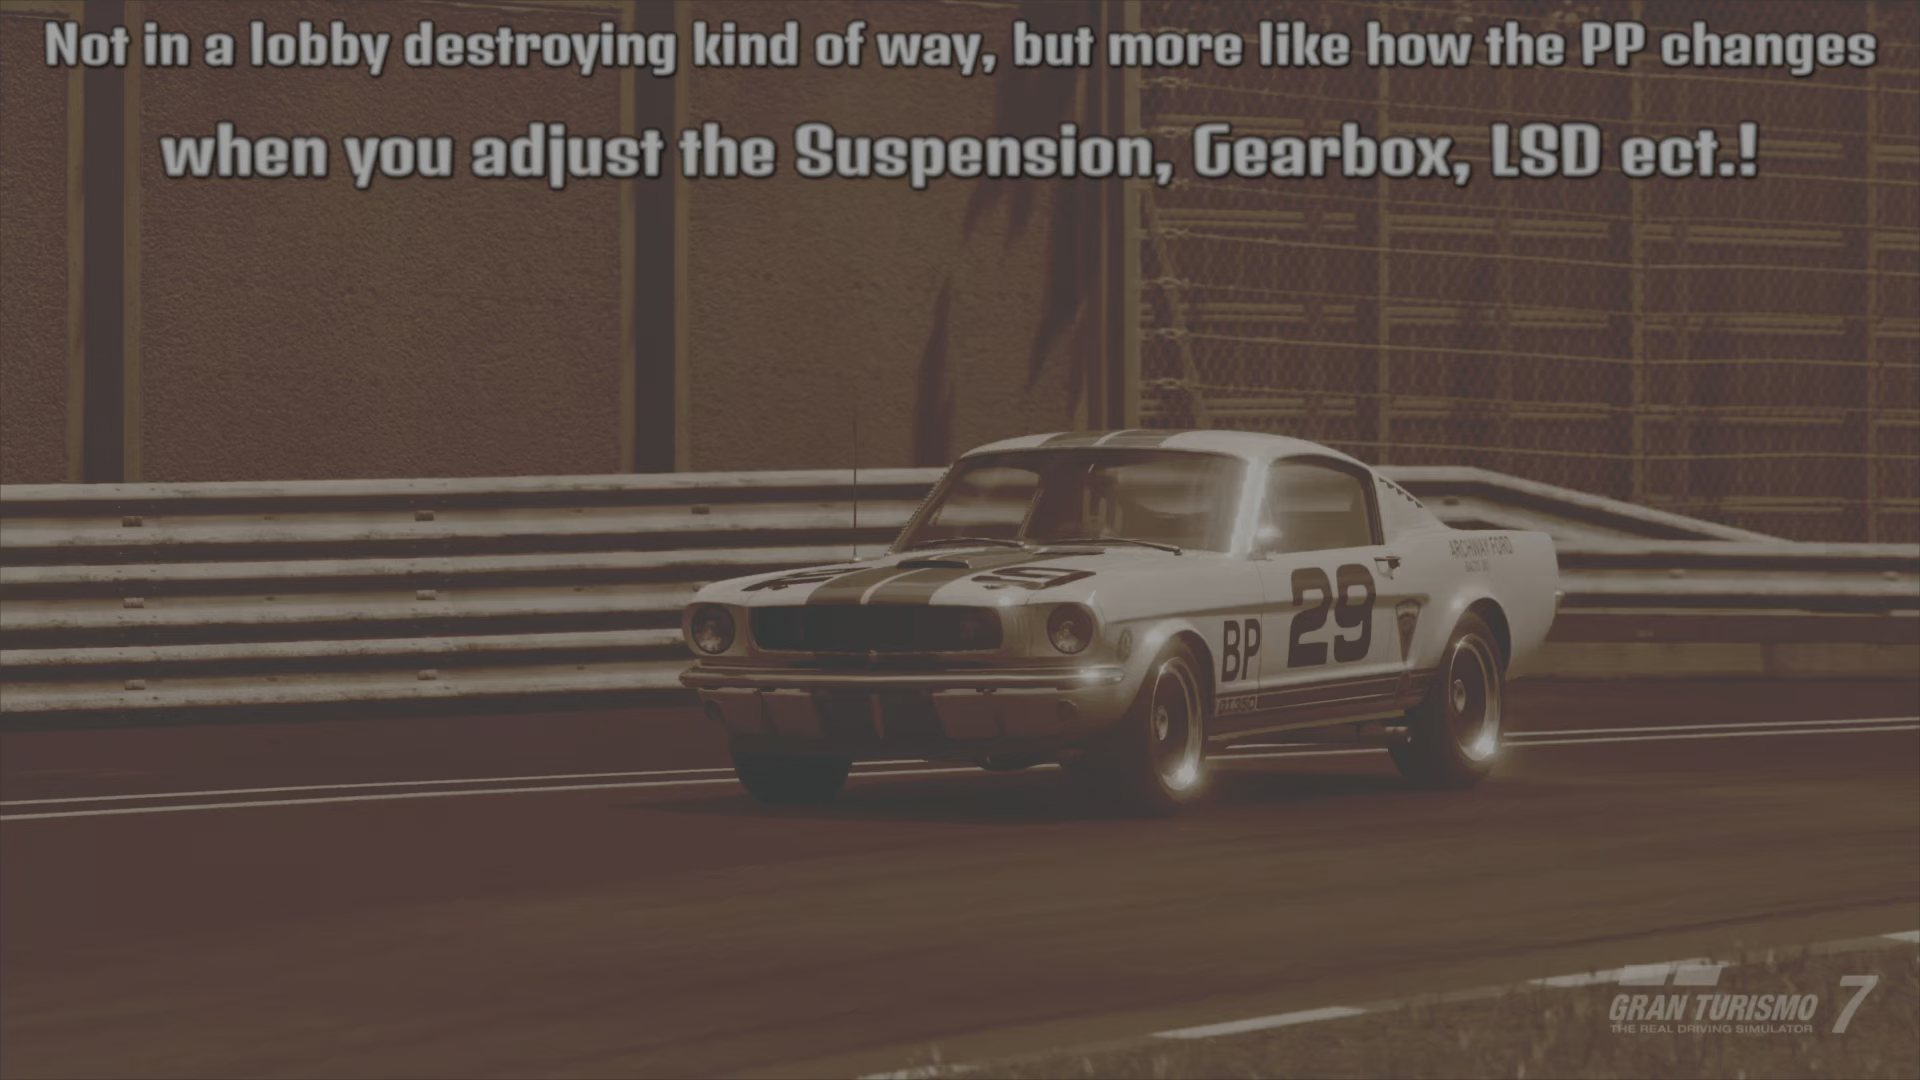 Not in a lobby destroying kind of way, but more like how the PP changes
when you adjust the Suspension, Gearbox, LSD ect.!
ARCHWAY FORD
29
BP
GT350
GRAN TURISMO 7
THE REAL DRIVING SIMULATOR